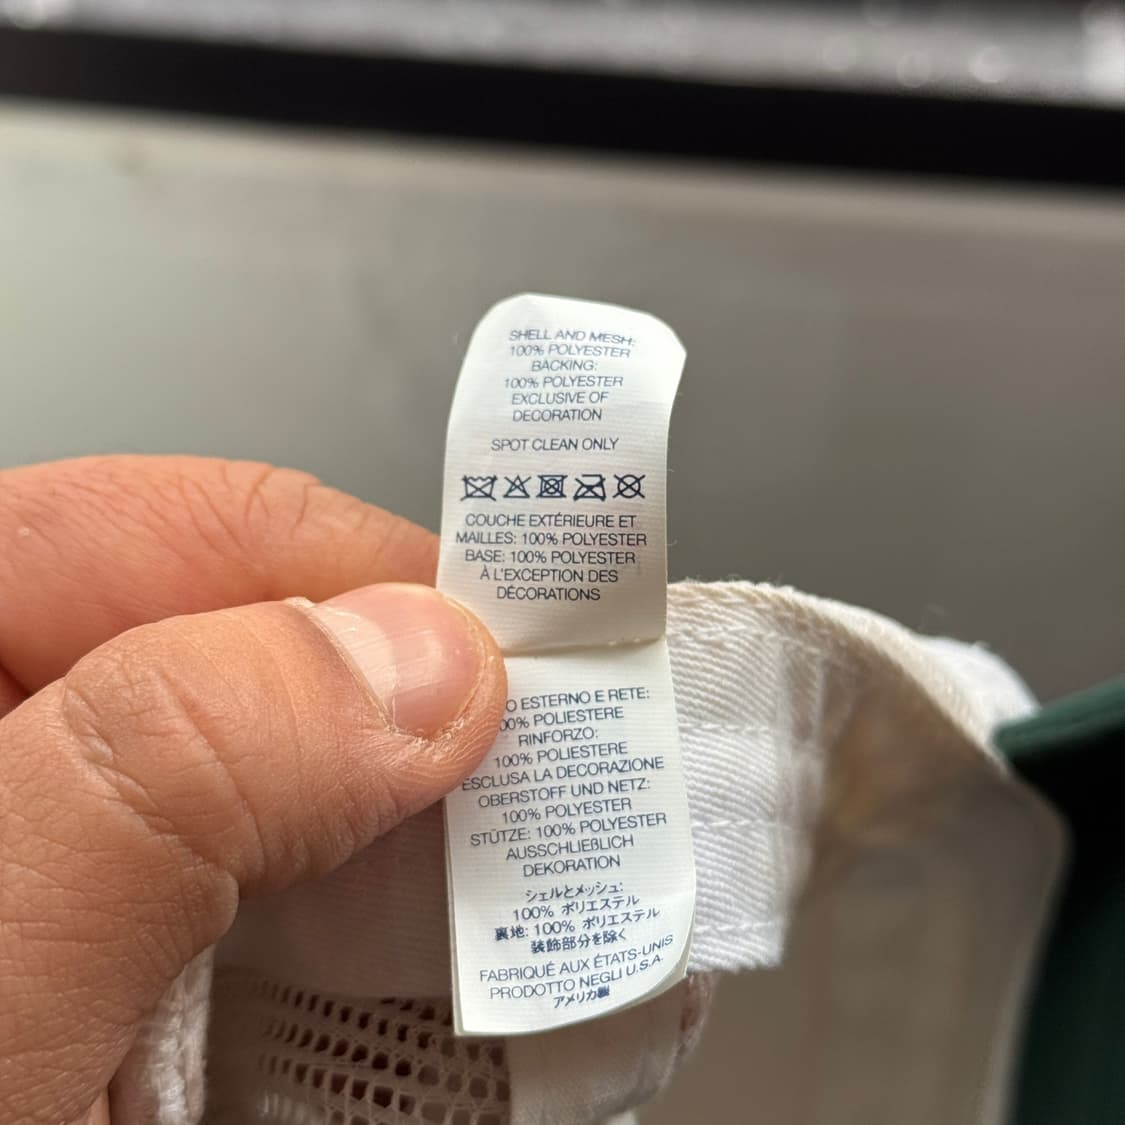 SHELL AND MESH:
100% POLYESTER
BACKING:
100% POLYESTER
EXCLUSIVE OF
DECORATION
SPOT CLEAN ONLY
COUCHE EXTÉRIEURE ET
MAILLES: 100% POLYESTER
BASE: 100% POLYESTER
À L'EXCEPTION DES
DÉCORATIONS
ESTERNO E RETE:
POLIESTERE
RINFORZO:
100% POLIESTERE
ESCLUSA LA DECORAZIONE
OBERSTOFF UND NETZ:
100% POLYESTER
STÜTZE: 100% POLYESTER
AUSSCHLIEßLICH
DEKORATION
シェルとメッシュ:
100% ポリエステル
裏地: 100% ポリエステル
装飾部分を除く
FABRIQUÉ AUX ÉTATS-UNIS
PRODOTTO NEGLI U.S.A.
アメリカ製